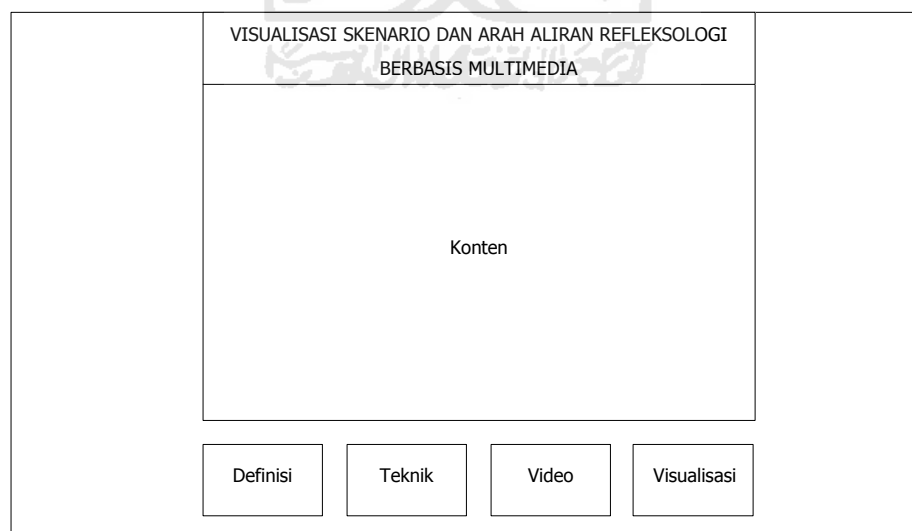 VISUALISASI SKENARIO DAN ARAH ALIRAN REFLEKSOLOGI
BERBASIS MULTIMEDIA
Konten
Definisi
Teknik
Video
Visualisasi